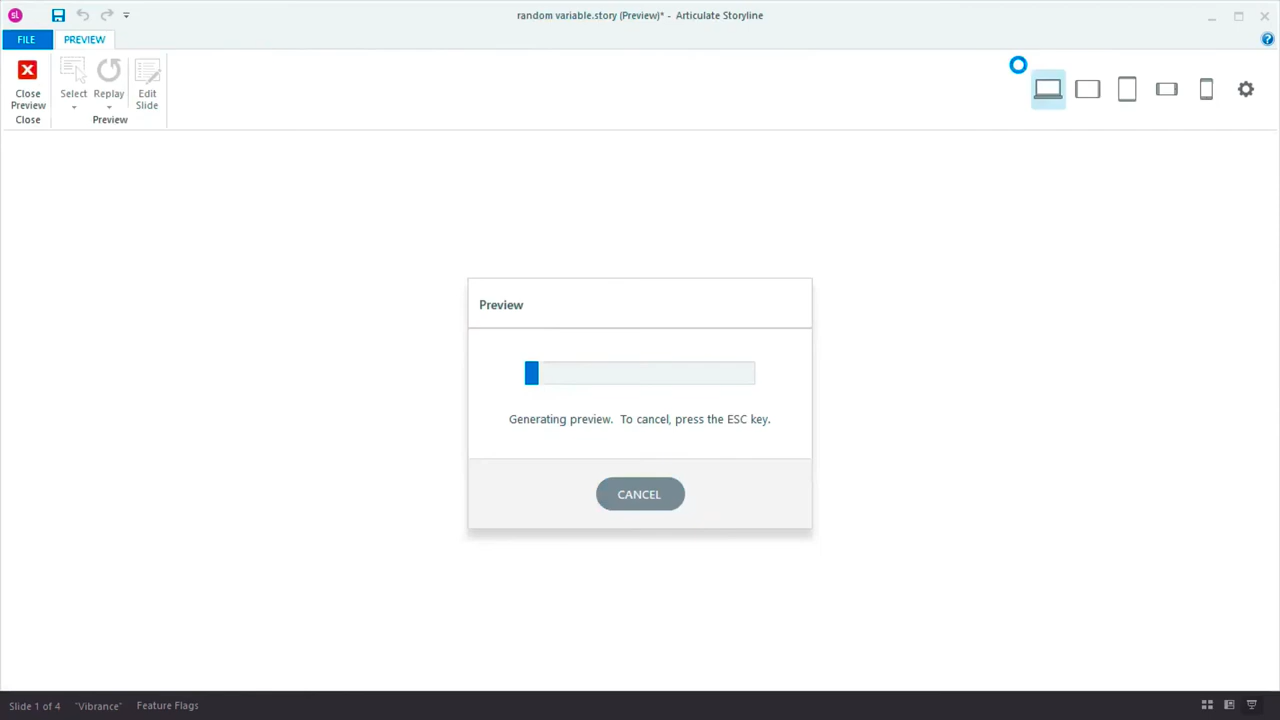 sl
random variable.story (Preview)* - Articulate Storyline
FILE
PREVIEW
?
Close
Preview
Select
Replay
Edit
Slide
Close
Preview
Preview
Generating preview. To cancel, press the ESC key.
CANCEL
Slide 1 of 4
"Vibrance"
Feature Flags